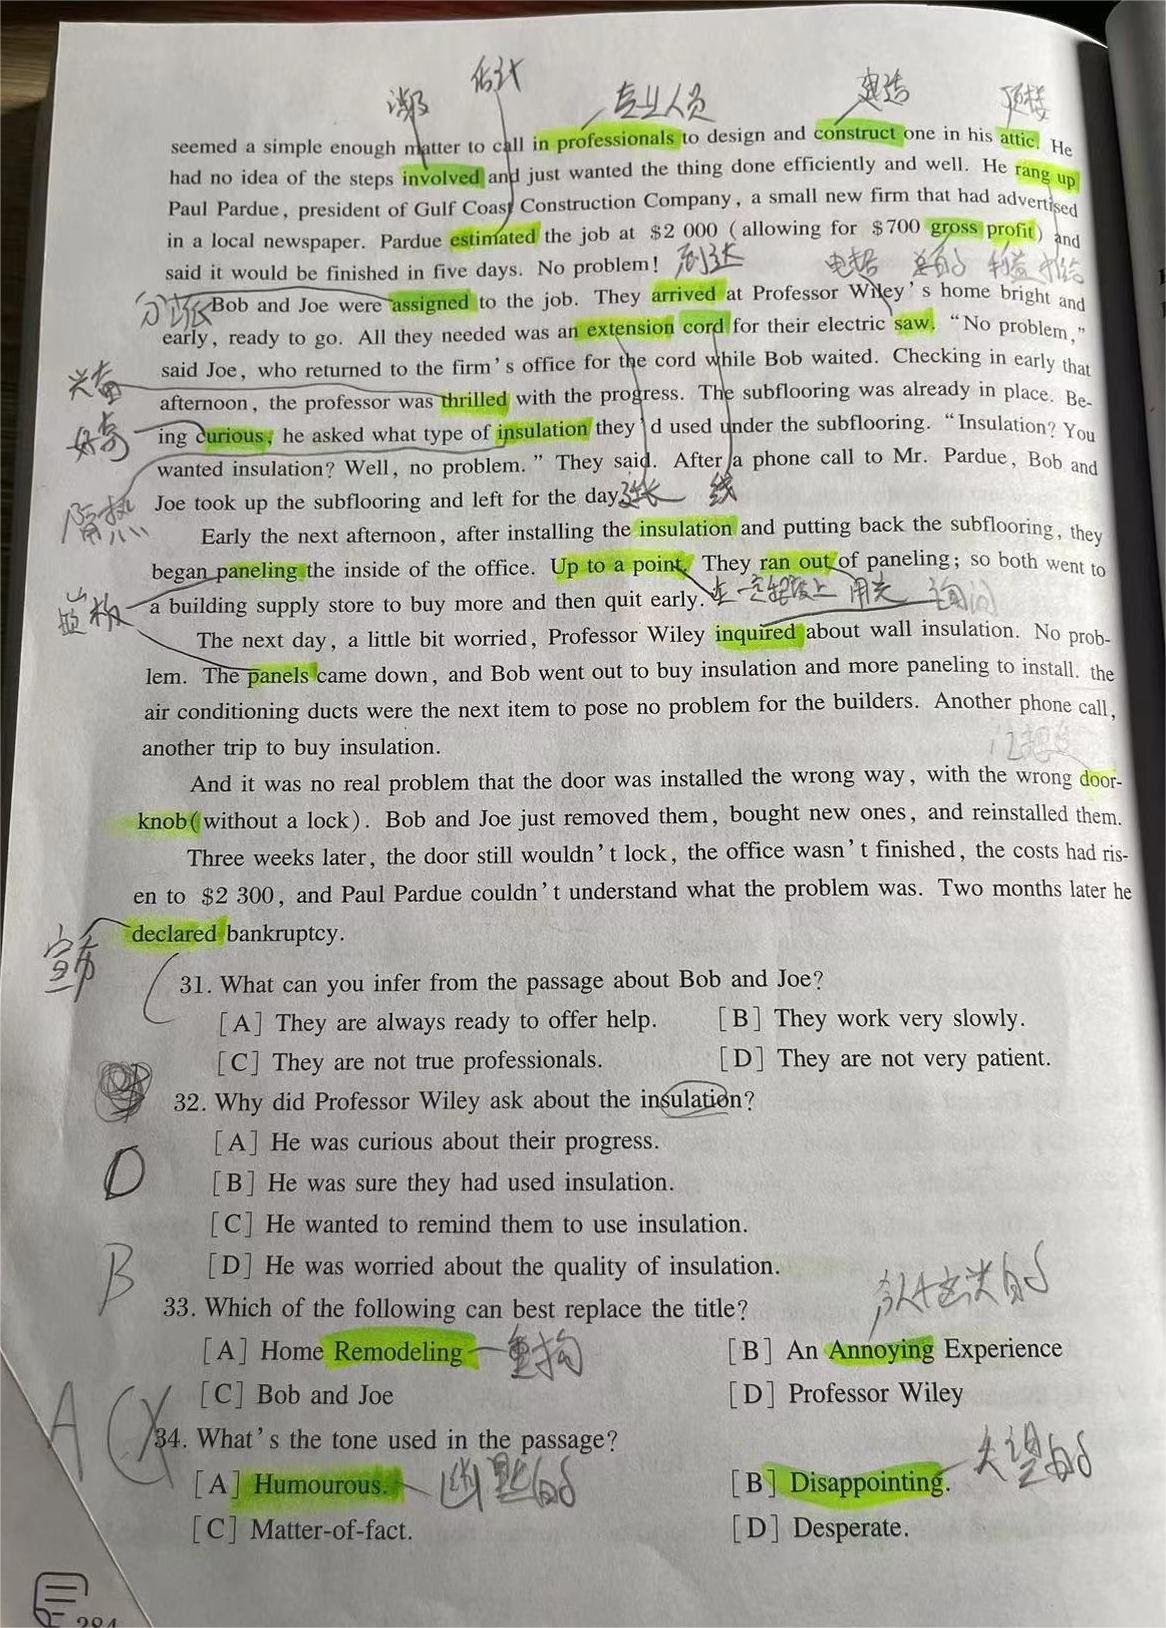 估计
涉及 专业人员 建造 顶楼
seemed a simple enough matter to call in professionals to design and construct one in his attic. He
had no idea of the steps involved and just wanted the thing done efficiently and well. He rang up
Paul Pardue, president of Gulf Coast Construction Company, a small new firm that had advertised
in a local newspaper. Pardue estimated the job at $2 000 (allowing for $700 gross profit) and
said it would be finished in five days. No problem! 到达 电锯 总的 利益
分派 Bob and Joe were assigned to the job. They arrived at Professor Wiley's home bright and
early, ready to go. All they needed was an extension cord for their electric saw. “No problem,”
said Joe, who returned to the firm's office for the cord while Bob waited. Checking in early that
兴奋 afternoon, the professor was thrilled with the progress. The subflooring was already in place. Be-
好奇 ing curious, he asked what type of insulation they'd used under the subflooring. “Insulation? You
wanted insulation? Well, no problem.” They said. After a phone call to Mr. Pardue, Bob and
隔热 Joe took up the subflooring and left for the day. 延长 线
Early the next afternoon, after installing the insulation and putting back the subflooring, they
began paneling the inside of the office. Up to a point. They ran out of paneling; so both went to
a building supply store to buy more and then quit early. 在一定程度上 用光 询问
The next day, a little bit worried, Professor Wiley inquired about wall insulation. No prob-
lem. The panels came down, and Bob went out to buy insulation and more paneling to install. the
air conditioning ducts were the next item to pose no problem for the builders. Another phone call,
another trip to buy insulation. 门把手
And it was no real problem that the door was installed the wrong way, with the wrong door-
knob(without a lock). Bob and Joe just removed them, bought new ones, and reinstalled them.
Three weeks later, the door still wouldn't lock, the office wasn't finished, the costs had ris-
en to $2 300, and Paul Pardue couldn't understand what the problem was. Two months later he
宣布 declared bankruptcy.
C 31. What can you infer from the passage about Bob and Joe?
[A] They are always ready to offer help. [B] They work very slowly.
[C] They are not true professionals. [D] They are not very patient.
32. Why did Professor Wiley ask about the insulation?
[A] He was curious about their progress.
D [B] He was sure they had used insulation.
[C] He wanted to remind them to use insulation.
[D] He was worried about the quality of insulation.
B 33. Which of the following can best replace the title? 令人恼的
[A] Home Remodeling 重构 [B] An Annoying Experience
[C] Bob and Joe [D] Professor Wiley
A 34. What's the tone used in the passage?
[A] Humourous. 幽默的 [B] Disappointing. 失望的
[C] Matter-of-fact. [D] Desperate.